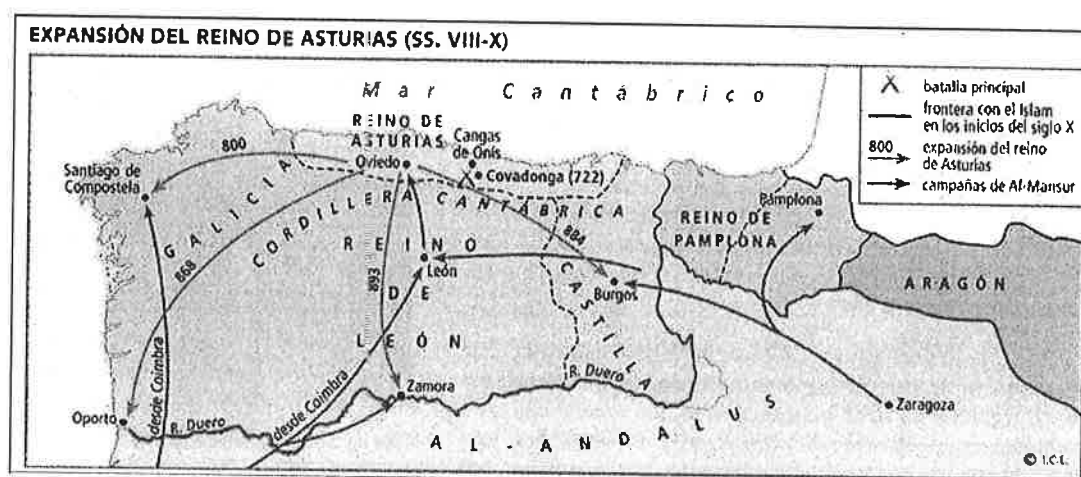 EXPANSIÓN DEL REINO DE ASTURIAS (SS. VIII-X)
Mar Cantábrico
batalla principal
frontera con el Islam
en los inicios del siglo X
800
expansión del reino
de Asturias
campañas de Al-Mansur
REINO DE
ASTURIAS
Cangas
de Onís
Oviedo
Covadonga (722)
800
Santiago de
Compostela
GALICIA
CORDILLERA CANTÁBRICA
868
893
884
REINO
DE
LEÓN
León
CASTILLA
Burgos
REINO DE
PAMPLONA
Pamplona
ARAGÓN
desde Coimbra
desde Coimbra
Oporto
R. Duero
Zamora
R. Duero
Zaragoza
AL-ANDALUS
© I.C.L.